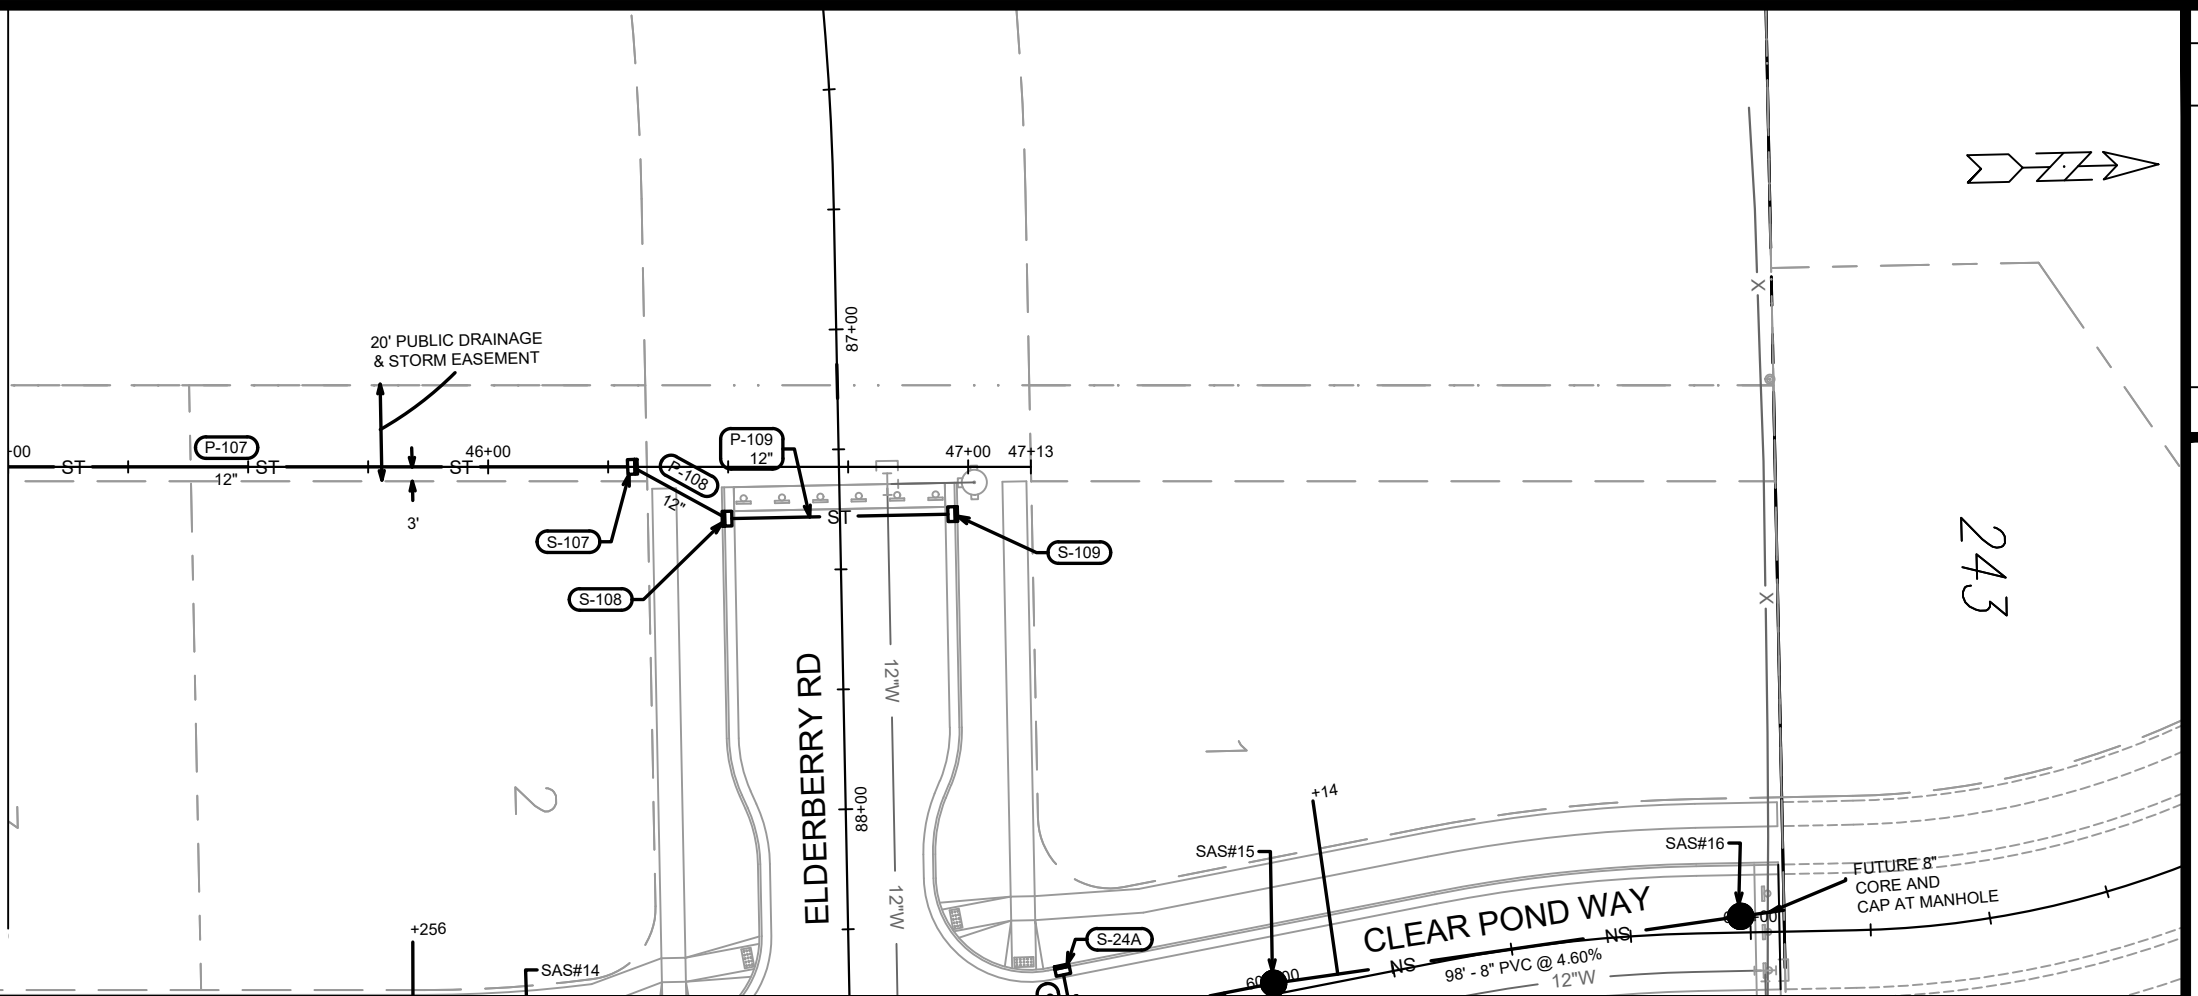 20' PUBLIC DRAINAGE
& STORM EASEMENT
87+00
-00
P-107
12"
ST
ST
ST
46+00
3'
P-108
12"
P-109
12"
ST
47+00
47+13
S-107
S-108
S-109
X
X
243
ELDERBERRY RD
12"W
12"W
88+00
2
1
+256
SAS#14
S-24A
SAS#15
+14
SAS#16
CLEAR POND WAY
NS
NS
98' - 8" PVC @ 4.60%
12"W
FUTURE 8"
CORE AND
CAP AT MANHOLE